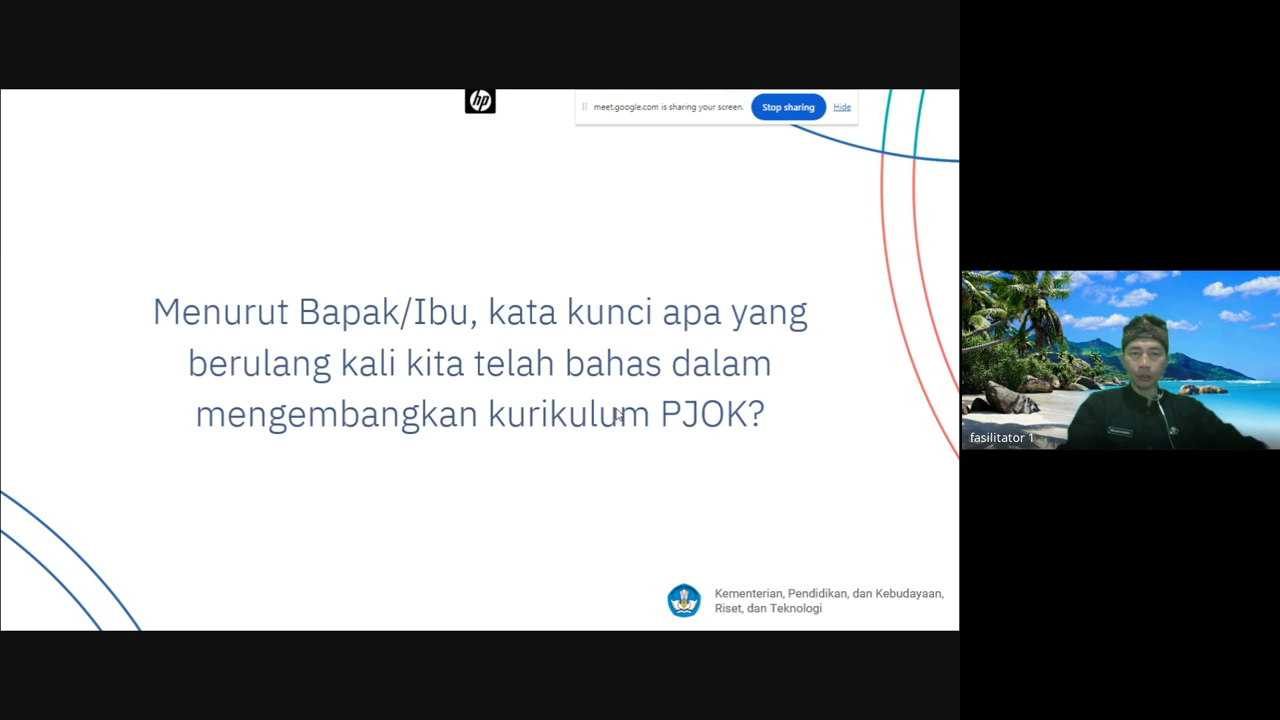 hp
meet.google.com is sharing your screen.
Stop sharing
Hide
Menurut Bapak/Ibu, kata kunci apa yang
berulang kali kita telah bahas dalam
mengembangkan kurikulum PJOK?
fasilitator 1
Kementerian, Pendidikan, dan Kebudayaan,
Riset, dan Teknologi